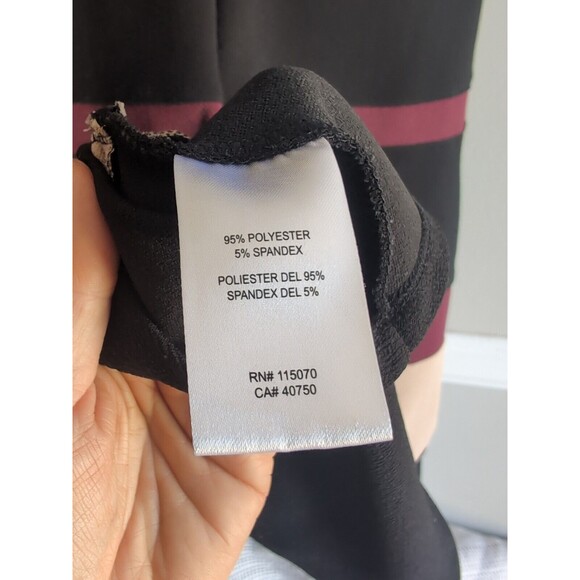 95% POLYESTER
5% SPANDEX
POLIESTER DEL 95%
SPANDEX DEL 5%
RN# 115070
CA# 40750